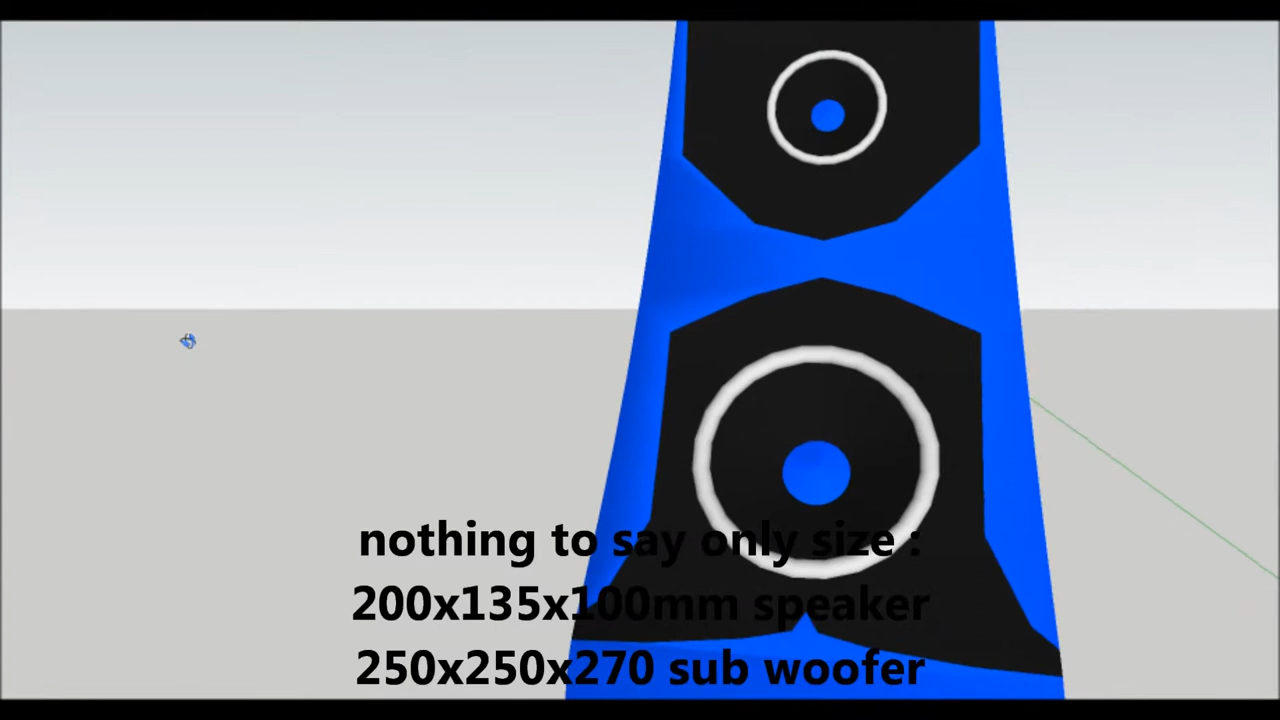 nothing to say only size :
200x135x100mm speaker
250x250x270 sub woofer